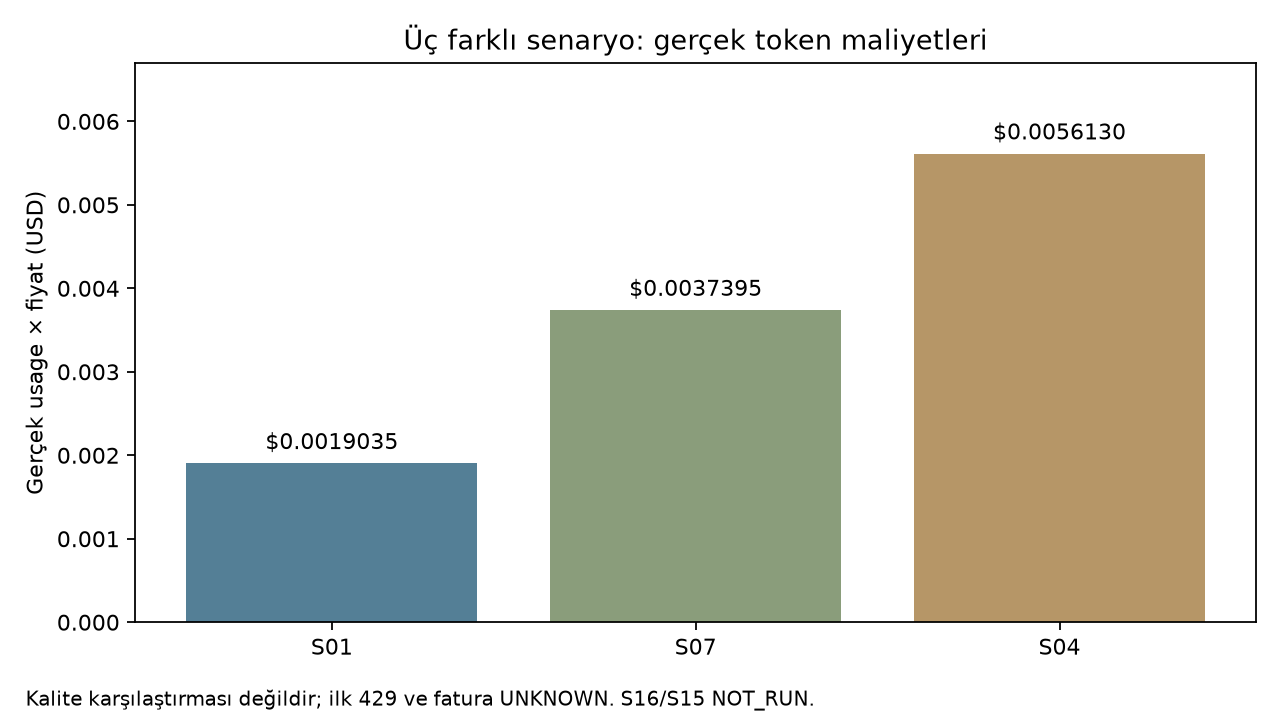 Üç farklı senaryo: gerçek token maliyetleri
Gerçek usage × fiyat (USD)
0.006
0.005
0.004
0.003
0.002
0.001
0.000
$0.0019035
$0.0037395
$0.0056130
S01
S07
S04
Kalite karşılaştırması değildir; ilk 429 ve fatura UNKNOWN. S16/S15 NOT_RUN.